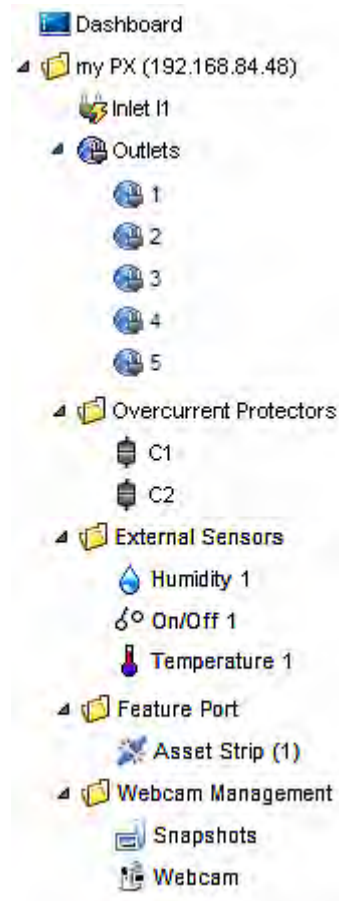 Dashboard
my PX (192.168.84.48)
Inlet I1
Outlets
1
2
3
4
5
Overcurrent Protectors
C1
C2
External Sensors
Humidity 1
On/Off 1
Temperature 1
Feature Port
Asset Strip (1)
Webcam Management
Snapshots
Webcam